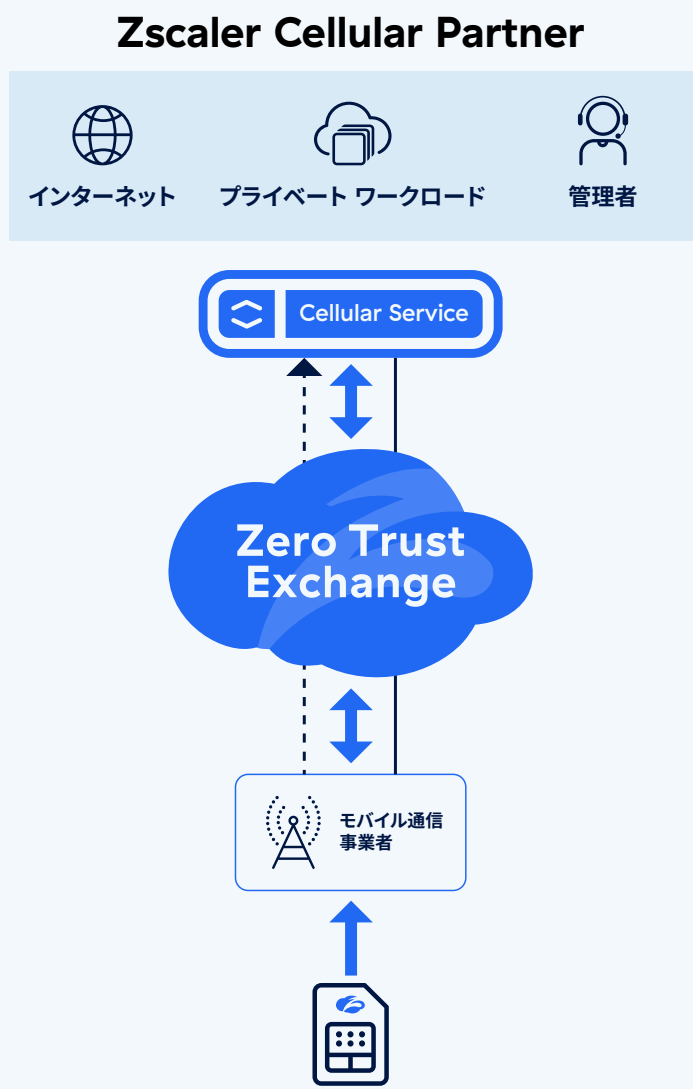 Zscaler Cellular Partner
インターネット
プライベート ワークロード
管理者
Cellular Service
Zero Trust
Exchange
モバイル通信
事業者